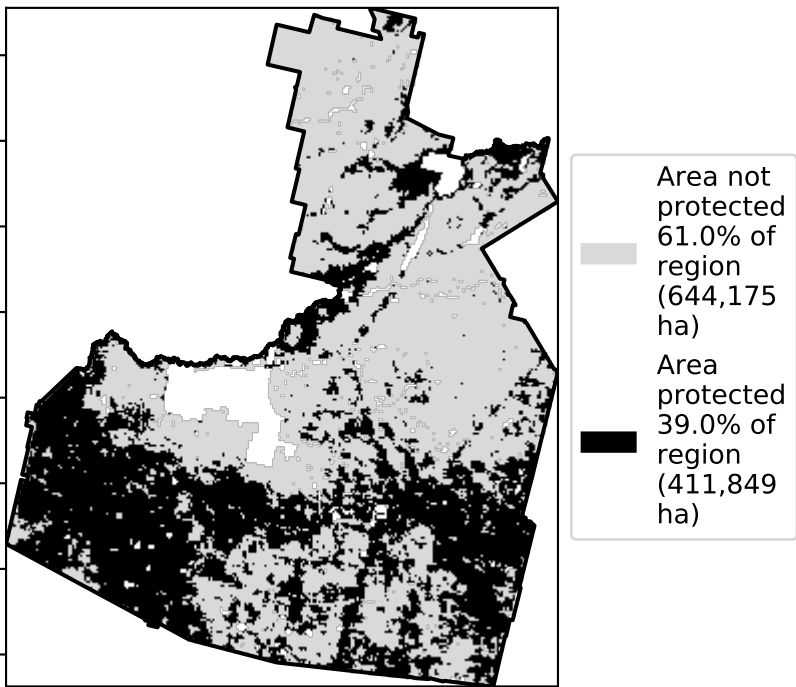 Area not
protected
61.0% of
region
(644,175
ha)
Area
protected
39.0% of
region
(411,849
ha)